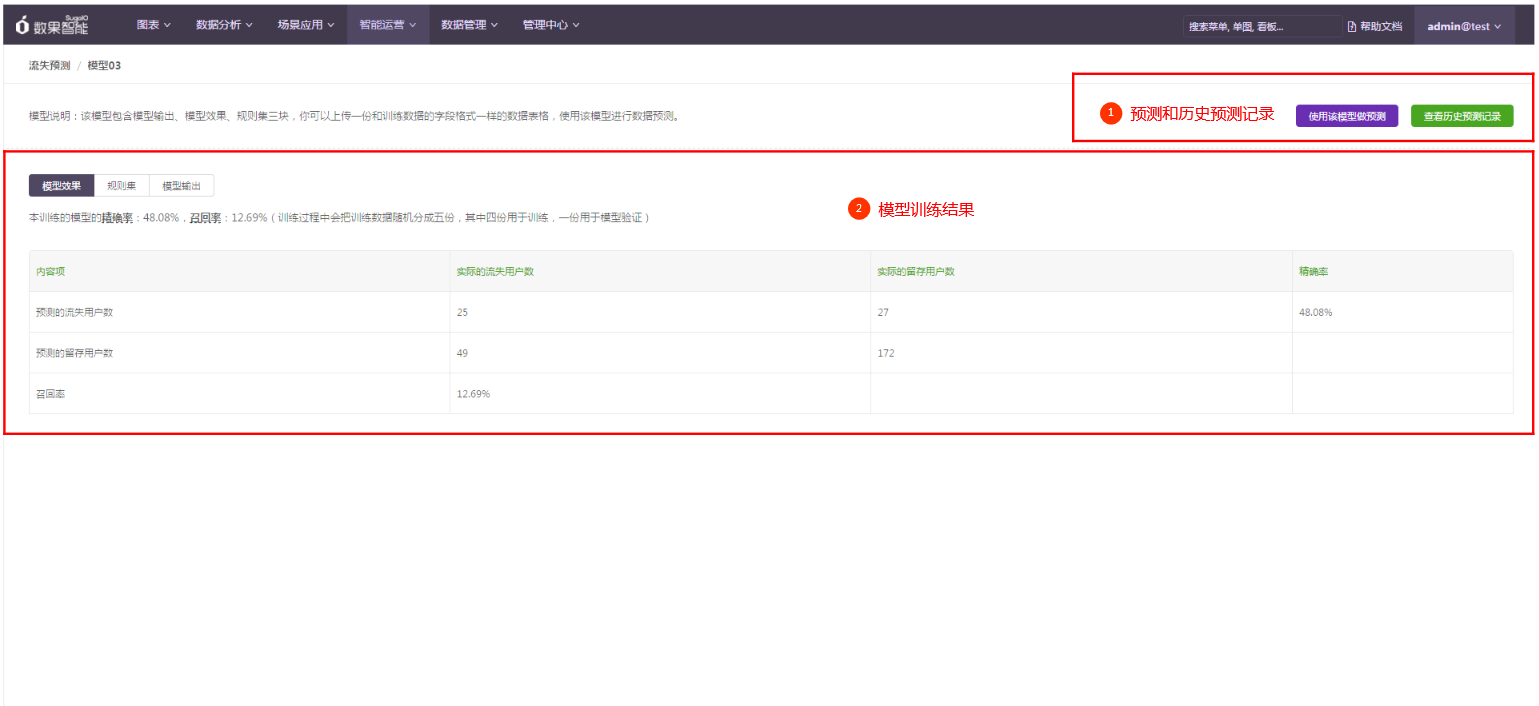 SugoIO
数果智能 图表 数据分析 场景应用 智能运营 数据管理 管理中心 搜索菜单, 单图, 看板... 帮助文档 admin@test
流失预测 / 模型03
模型说明：该模型包含模型输出、模型效果、规则集三块，你可以上传一份和训练数据的字段格式一样的数据表格，使用该模型进行数据预测。
1 预测和历史预测记录 使用该模型做预测 查看历史预测记录
模型效果 规则集 模型输出
2 模型训练结果
本训练的模型的精确率：48.08%，召回率：12.69%（训练过程中会把训练数据随机分成五份，其中四份用于训练，一份用于模型验证）
内容项 实际的流失用户数 实际的留存用户数 精确率
预测的流失用户数 25 27 48.08%
预测的留存用户数 49 172
召回率 12.69%